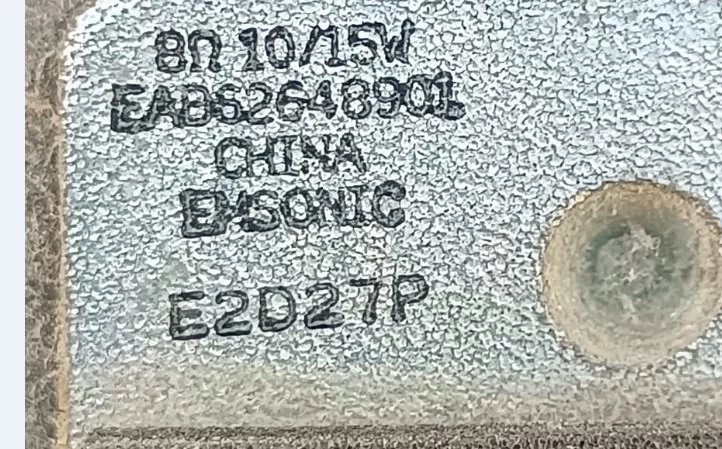 8Ω 10/15W
EAB62648901
CHINA
EMSONIC
E2D27P